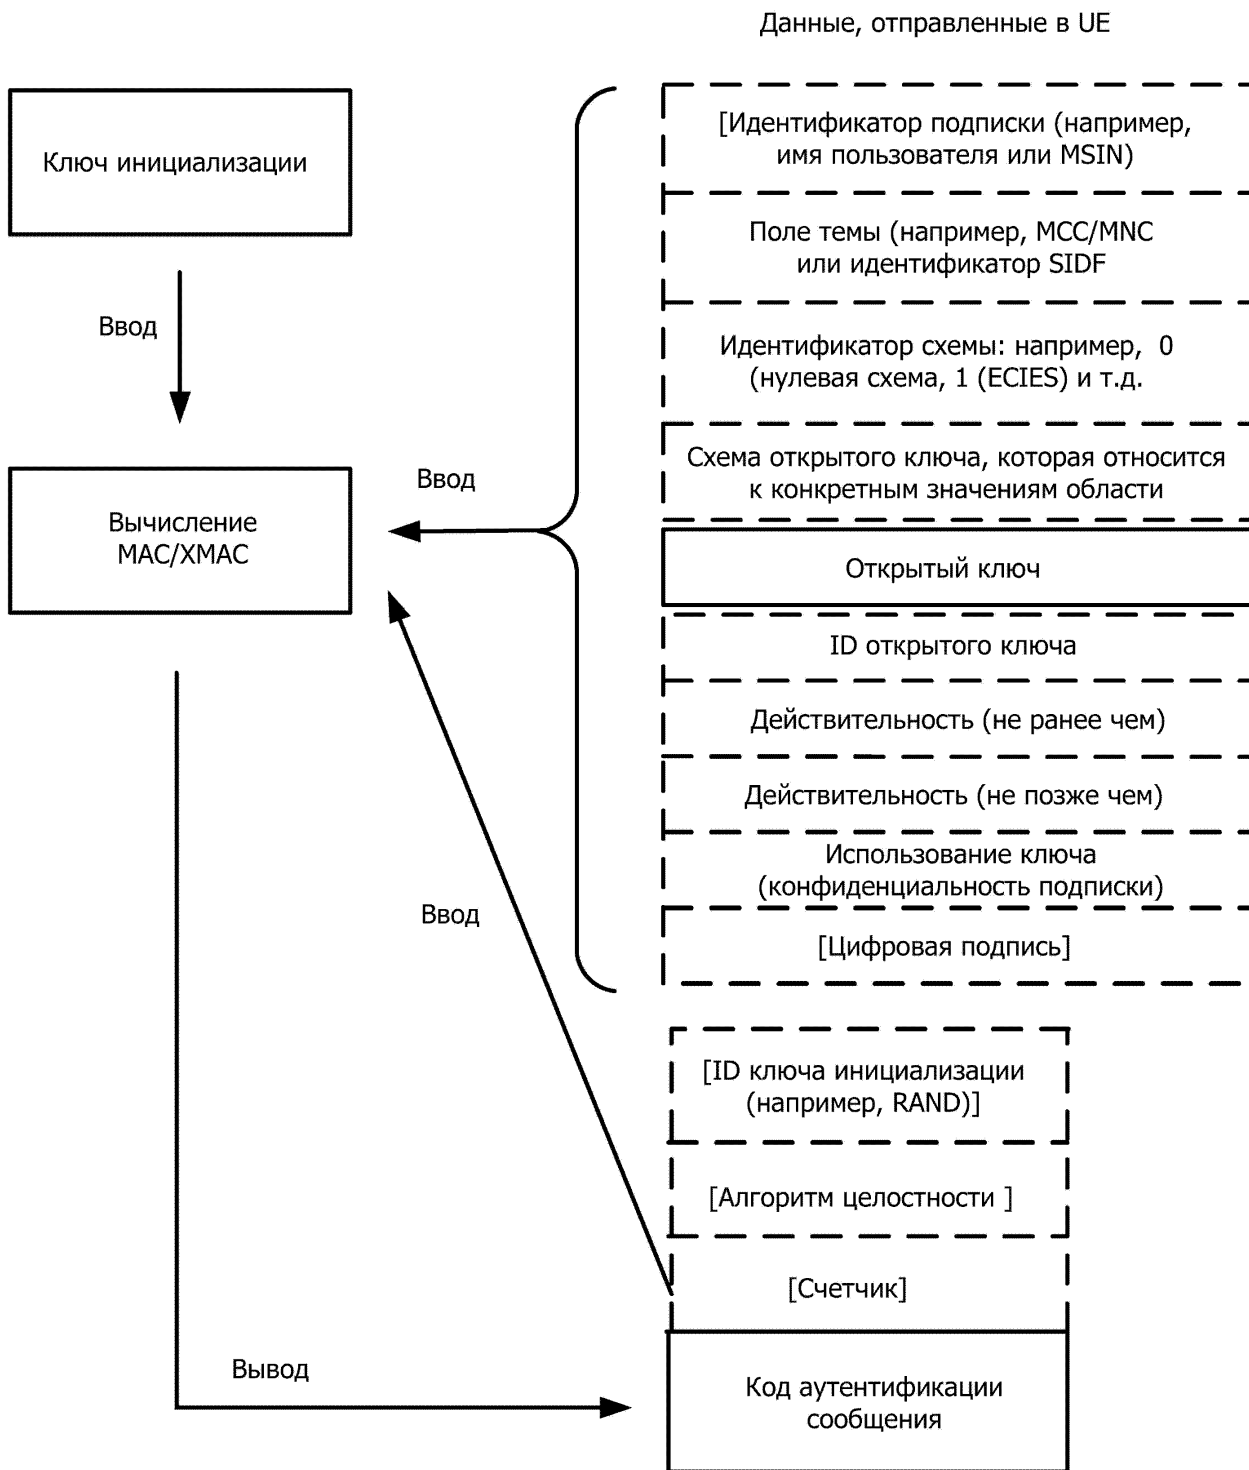 Данные, отправленные в UE
Ключ инициализации
Ввод
Вычисление
MAC/XMAC
Ввод
[Идентификатор подписки (например,
имя пользователя или MSIN)
Поле темы (например, MCC/MNC
или идентификатор SIDF
Идентификатор схемы: например, 0
(нулевая схема, 1 (ECIES) и т.д.
Схема открытого ключа, которая относится
к конкретным значениям области
Открытый ключ
ID открытого ключа
Действительность (не ранее чем)
Действительность (не позже чем)
Использование ключа
(конфиденциальность подписки)
[Цифровая подпись]
Ввод
[ID ключа инициализации
(например, RAND)]
[Алгоритм целостности ]
[Счетчик]
Вывод
Код аутентификации
сообщения